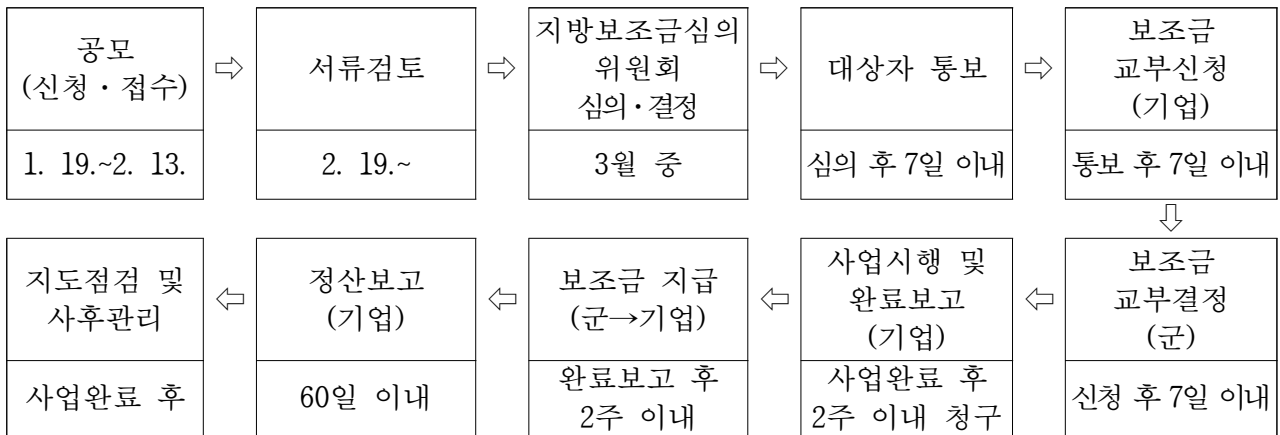 공모
(신청・접수)
1. 19.~2. 13.
⇨
서류검토
2. 19.~
⇨
지방보조금심의
위원회
심의・결정
3월 중
⇨
대상자 통보
심의 후 7일 이내
⇨
보조금
교부신청
(기업)
통보 후 7일 이내
⇩
보조금
교부결정
(군)
신청 후 7일 이내
⇦
사업시행 및
완료보고
(기업)
사업완료 후
2주 이내 청구
⇦
보조금 지급
(군→기업)
완료보고 후
2주 이내
⇦
정산보고
(기업)
60일 이내
⇦
지도점검 및
사후관리
사업완료 후